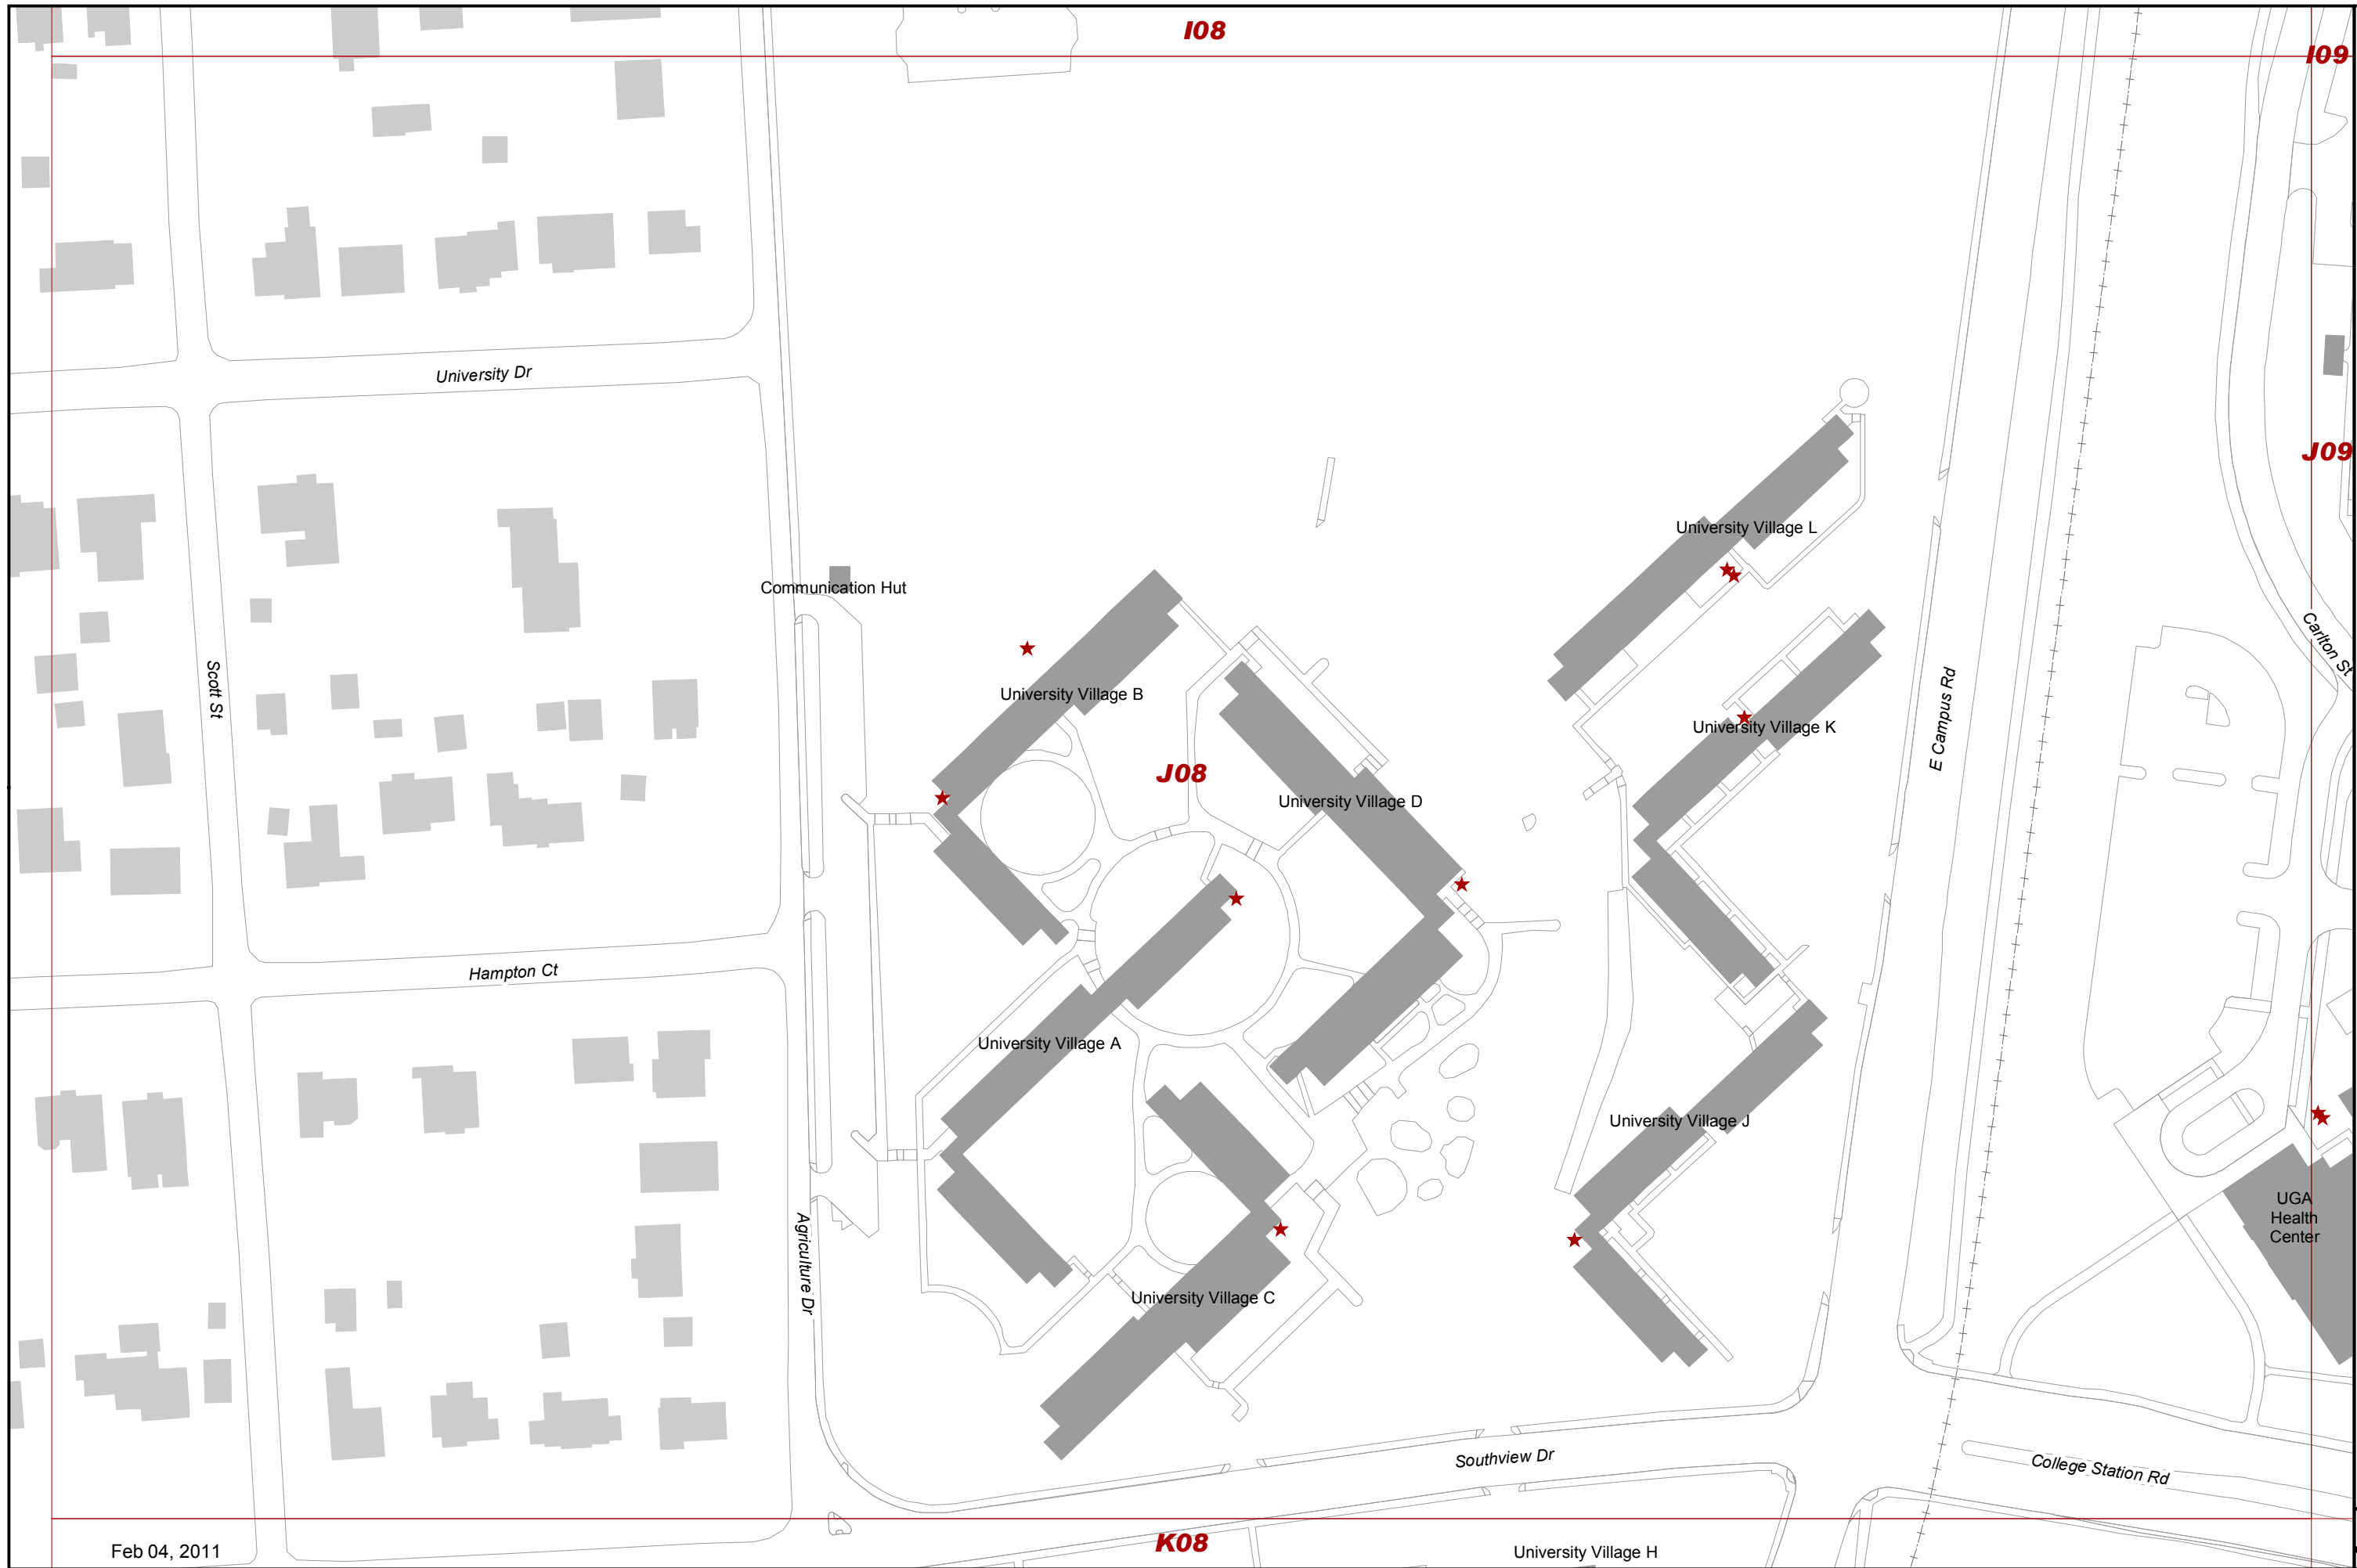 I08
I09
University Dr
J09
University Village L
Communication Hut
Carlton St
Scott St
University Village B
E Campus Rd
University Village K
J08
University Village D
Hampton Ct
University Village A
University Village J
UGA
Health
Center
Agriculture Dr
University Village C
Southview Dr
College Station Rd
K08
Feb 04, 2011
University Village H